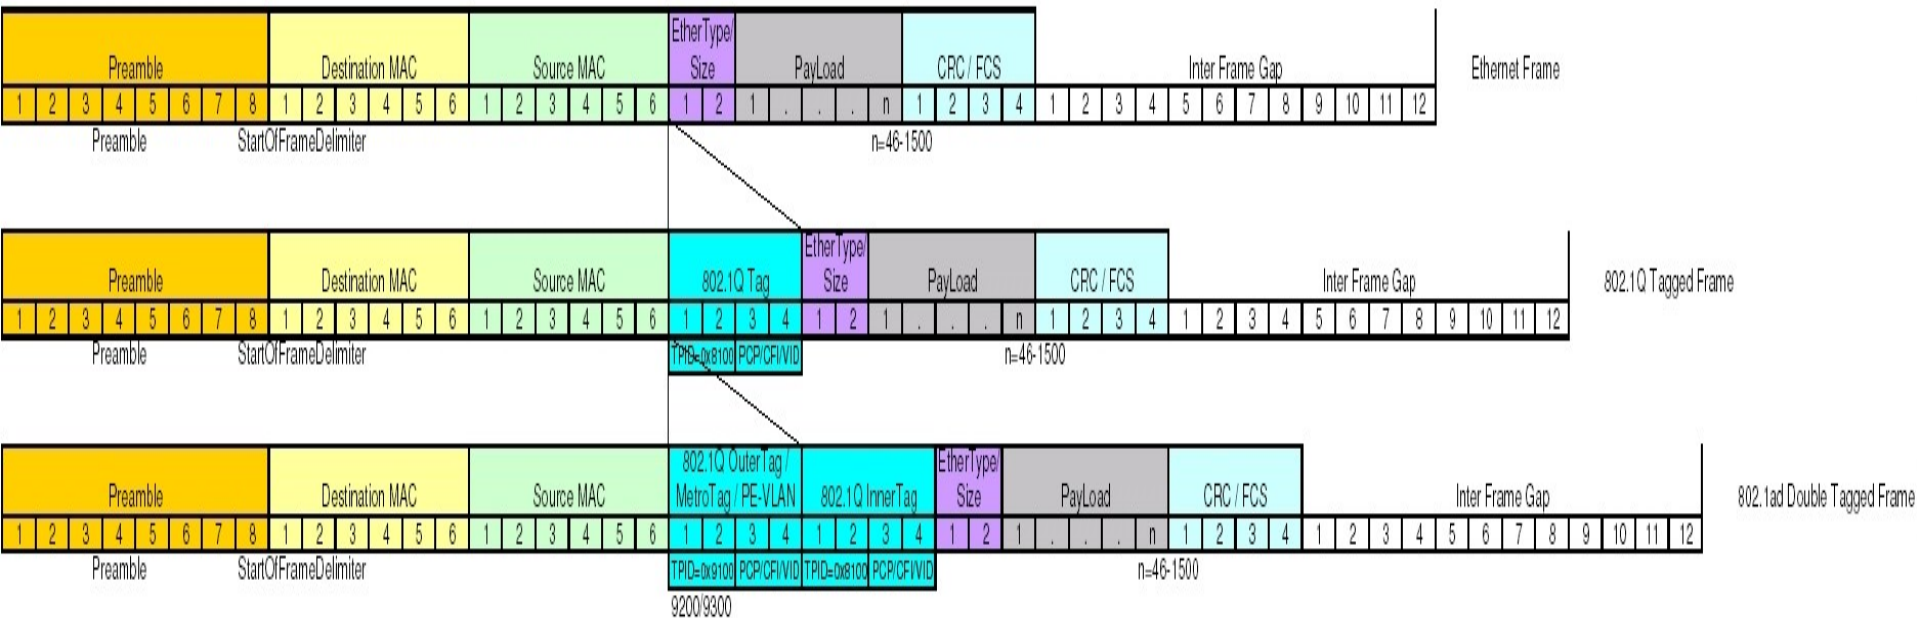 EtherType/
Preamble Destination MAC Source MAC Size PayLoad CRC / FCS Inter Frame Gap Ethernet Frame
1 2 3 4 5 6 7 8 1 2 3 4 5 6 1 2 3 4 5 6 1 2 1 . . . n 1 2 3 4 1 2 3 4 5 6 7 8 9 10 11 12
Preamble StartOfFrameDelimiter n=46-1500
EtherType/
Preamble Destination MAC Source MAC 802.1Q Tag Size PayLoad CRC / FCS Inter Frame Gap 802.1Q Tagged Frame
1 2 3 4 5 6 7 8 1 2 3 4 5 6 1 2 3 4 5 6 1 2 3 4 1 2 1 . . . n 1 2 3 4 1 2 3 4 5 6 7 8 9 10 11 12
Preamble StartOfFrameDelimiter TPID=0x8100 PCP/CFI/VID n=46-1500
802.1Q OuterTag / EtherType/
Preamble Destination MAC Source MAC MetroTag / PE-VLAN 802.1Q InnerTag Size PayLoad CRC / FCS Inter Frame Gap 802.1ad Double Tagged Frame
1 2 3 4 5 6 7 8 1 2 3 4 5 6 1 2 3 4 5 6 1 2 3 4 1 2 3 4 1 2 1 . . . n 1 2 3 4 1 2 3 4 5 6 7 8 9 10 11 12
Preamble StartOfFrameDelimiter TPID=0x9100 PCP/CFI/VID TPID=0x8100 PCP/CFI/VID n=46-1500
9200/9300